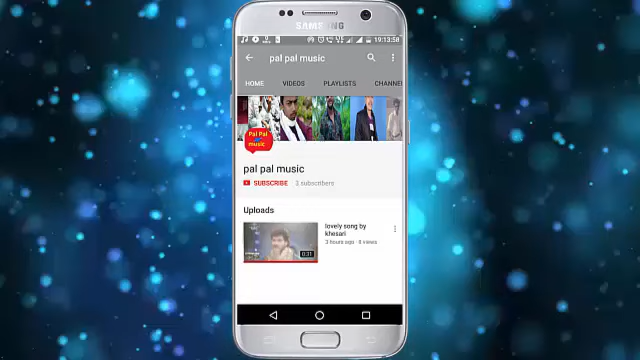 SAMSUNG
19:13:58
pal pal music
HOME VIDEOS PLAYLISTS CHANNE
Pal Pal
music
pal pal music
SUBSCRIBE 3 subscribers
Uploads
lovely song by
khesari
3 hours ago · 8 views
0:31